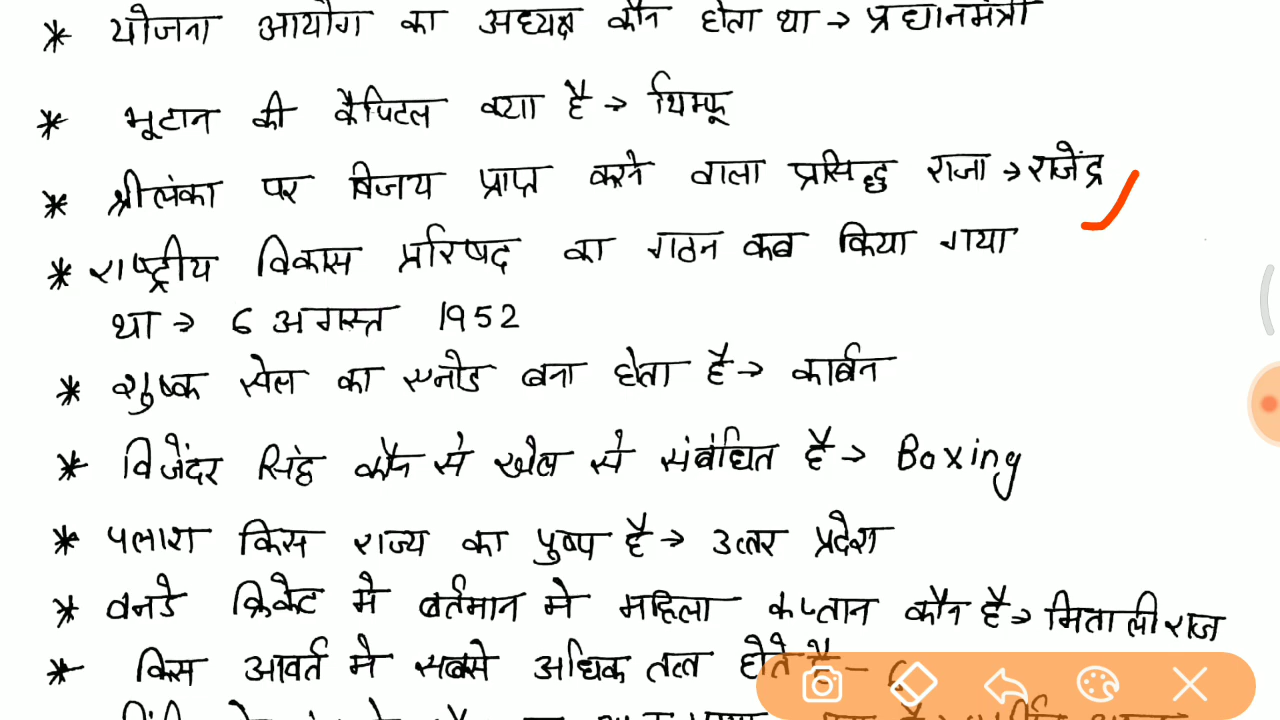 * योजना आयोग का अध्यक्ष कौन होता था → प्रधानमंत्री
* भूटान की कैपिटल क्या है → थिम्फू
* श्रीलंका पर विजय प्राप्त करने वाला प्रसिद्ध राजा → राजेंद्र
* राष्ट्रीय विकास परिषद का गठन कब किया गया
था → 6 अगस्त 1952
* शुष्क सेल का एनोड बना होता है → कार्बन
* विजेंदर सिंह कौन से खेल से संबंधित है → Boxing
* पलाश किस राज्य का पुष्प है → उत्तर प्रदेश
* वनडे क्रिकेट मे वर्तमान मे महिला कप्तान कौन है → मिताली राज
* किस आवर्त मे सबसे अधिक तत्व होते है –